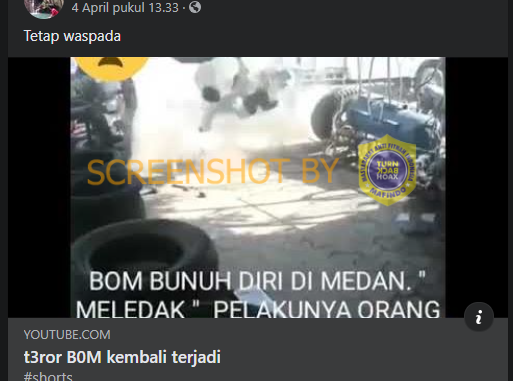 4 April pukul 13.33 ·
Tetap waspada
SCREENSHOT BY
TURN
BACK
HOAX
MAFINDO
BOM BUNUH DIRI DI MEDAN. "
MELEDAK " PELAKUNYA ORANG
YOUTUBE.COM
t3ror B0M kembali terjadi
#shorts